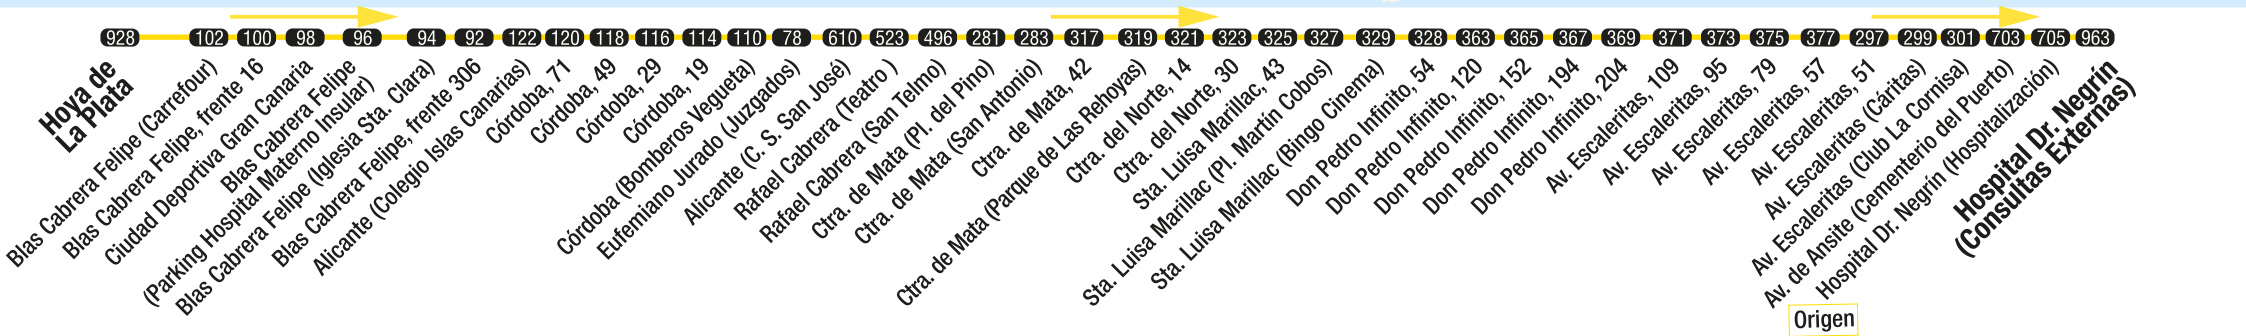 928 102 100 98 96 94 92 122 120 118 116 114 110 78 610 523 496 281 283 317 319 321 323 325 327 329 328 363 365 367 369 371 373 375 377 297 299 301 703 705 963
Hoya de
La Plata
Blas Cabrera Felipe (Carrefour)
Blas Cabrera Felipe, frente 16
Ciudad Deportiva Gran Canaria
Blas Cabrera Felipe
(Parking Hospital Materno Insular)
Blas Cabrera Felipe (Iglesia Sta. Clara)
Blas Cabrera Felipe, frente 306
Alicante (Colegio Islas Canarias)
Córdoba, 71
Córdoba, 49
Córdoba, 29
Córdoba, 19
Córdoba (Bomberos Vegueta)
Eufemiano Jurado (Juzgados)
Alicante (C. S. San José)
Rafael Cabrera (Teatro )
Rafael Cabrera (San Telmo)
Ctra. de Mata (Pl. del Pino)
Ctra. de Mata (San Antonio)
Ctra. de Mata, 42
Ctra. de Mata (Parque de Las Rehoyas)
Ctra. del Norte, 14
Ctra. del Norte, 30
Sta. Luisa Marillac, 43
Sta. Luisa Marillac (Pl. Martín Cobos)
Sta. Luisa Marillac (Bingo Cinema)
Don Pedro Infinito, 54
Don Pedro Infinito, 120
Don Pedro Infinito, 152
Don Pedro Infinito, 194
Don Pedro Infinito, 204
Av. Escaleritas, 109
Av. Escaleritas, 95
Av. Escaleritas, 79
Av. Escaleritas, 57
Av. Escaleritas, 51
Av. Escaleritas (Cáritas)
Av. Escaleritas (Club La Cornisa)
Av. de Ansite (Cementerio del Puerto)
Hospital Dr. Negrín (Hospitalización)
Hospital Dr. Negrín
(Consultas Externas)
Origen